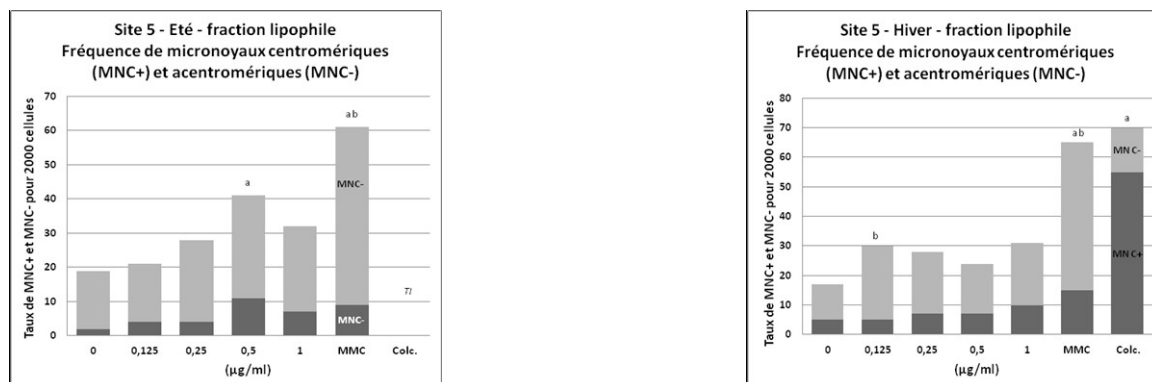 Site 5 - Eté - fraction lipophile
Fréquence de micronoyaux centromériques
(MNC+) et acentromériques (MNC-)
Taux de MNC+ et MNC- pour 2000 cellules
70
60
50
40
30
20
10
0
a
ab
MNC-
MNC-
TI
0 0,125 0,25 0,5 1 MMC Colc.
(µg/ml)
Site 5 - Hiver - fraction lipophile
Fréquence de micronoyaux centromériques
(MNC+) et acentromériques (MNC-)
Taux de MNC+ et MNC- pour 2000 cellules
80
70
60
50
40
30
20
10
0
b
ab
a
MNC-
MNC+
0 0,125 0,25 0,5 1 MMC Colc.
(µg/ml)